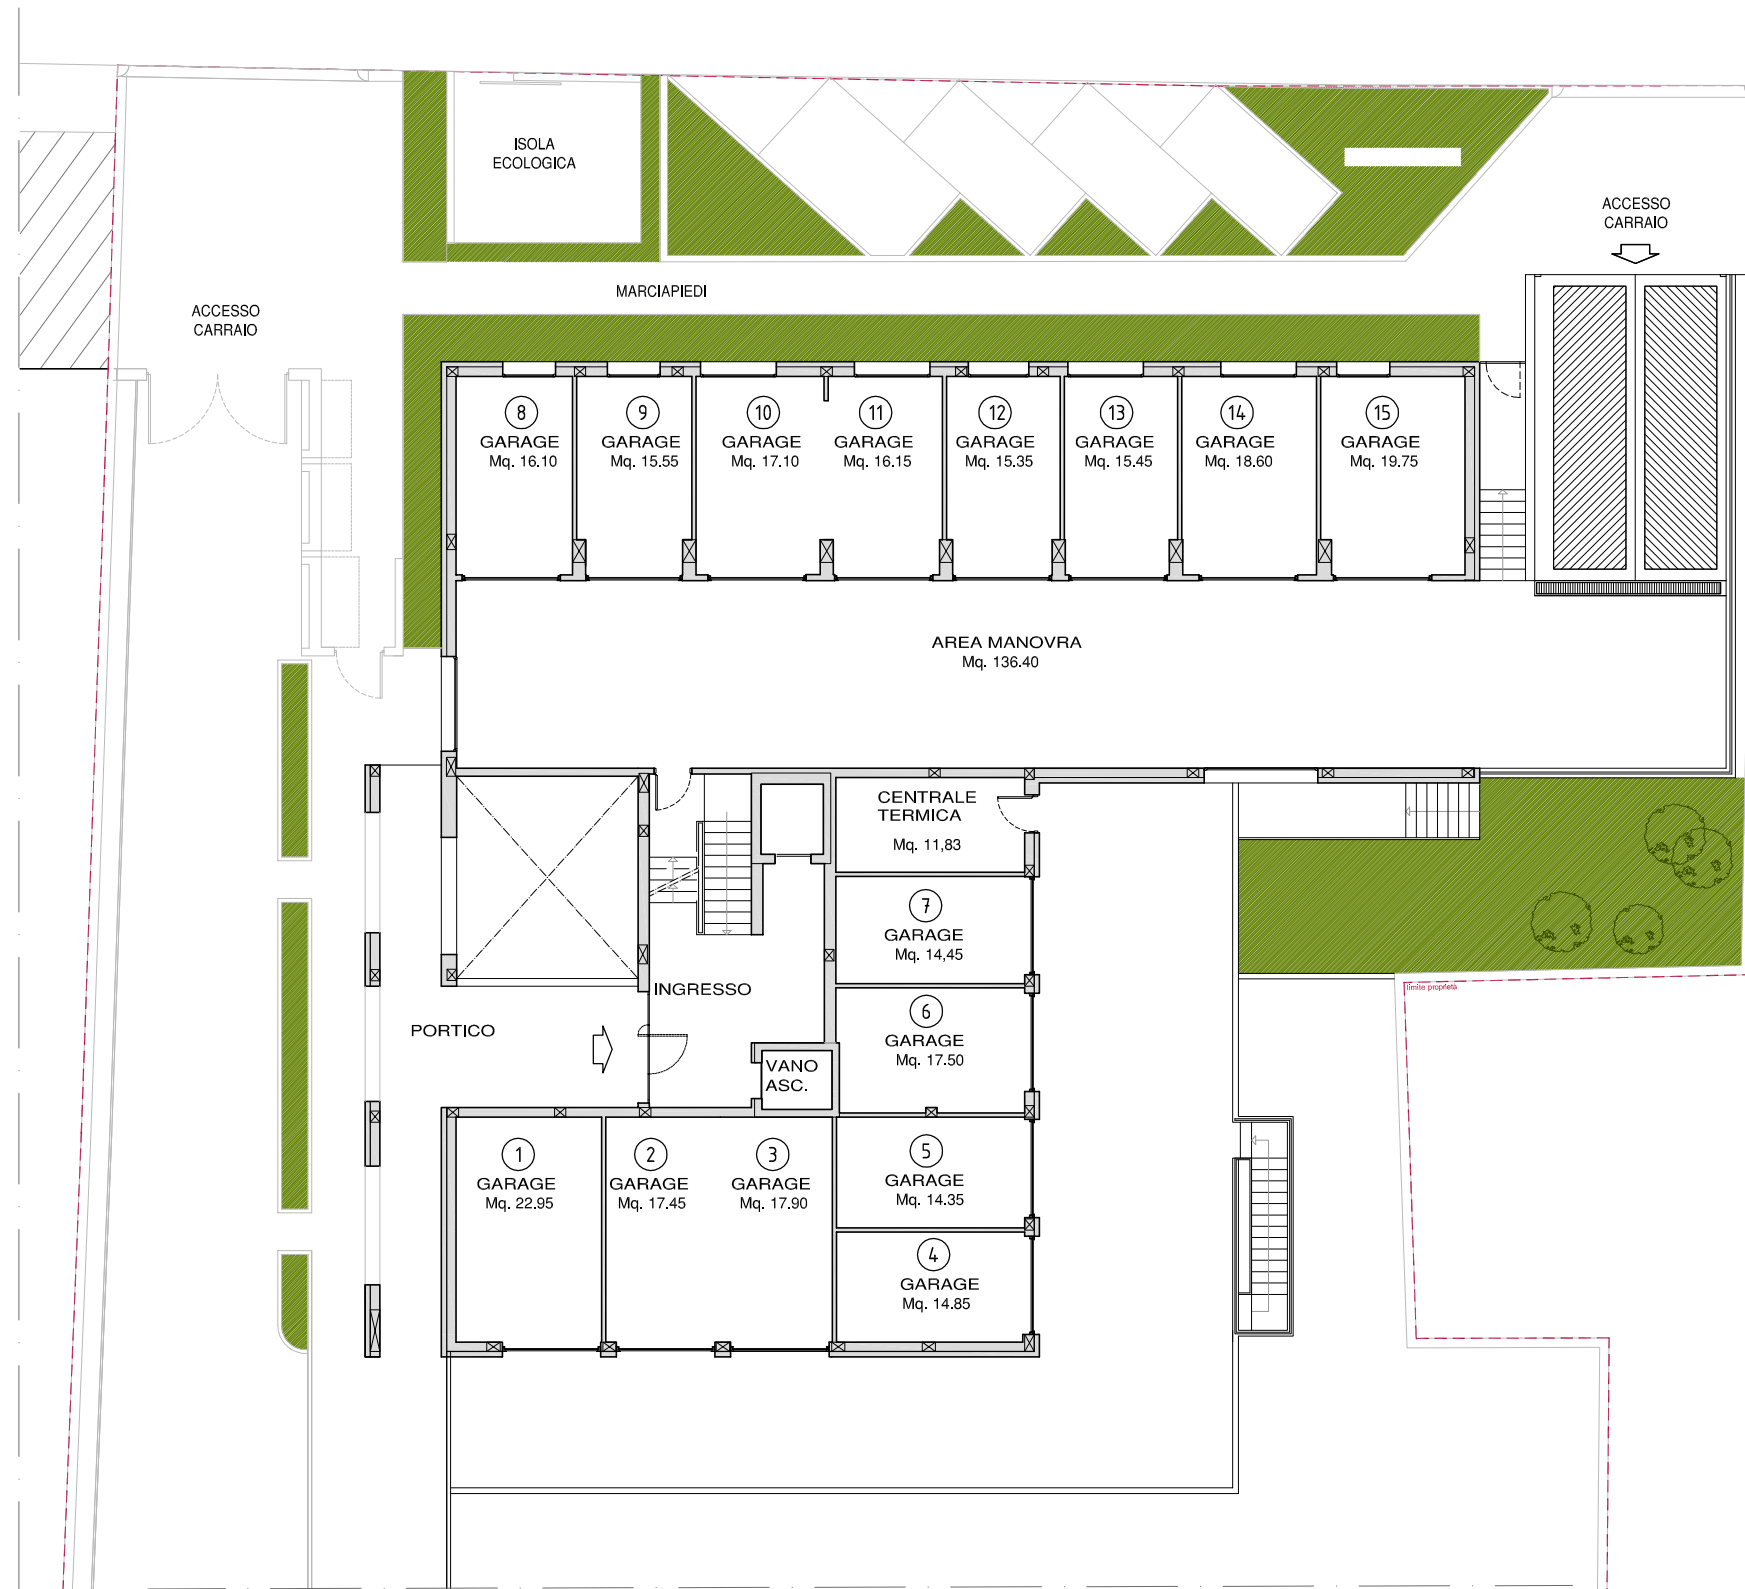 ISOLA
ECOLOGICA
ACCESSO
CARRAIO
MARCIAPIEDI
ACCESSO
CARRAIO
8
GARAGE
Mq. 16.10
9
GARAGE
Mq. 15.55
10
GARAGE
Mq. 17.10
11
GARAGE
Mq. 16.15
12
GARAGE
Mq. 15.35
13
GARAGE
Mq. 15.45
14
GARAGE
Mq. 18.60
15
GARAGE
Mq. 19.75
AREA MANOVRA
Mq. 136.40
CENTRALE
TERMICA
Mq. 11,83
7
GARAGE
Mq. 14,45
INGRESSO
limite proprietà
6
GARAGE
Mq. 17.50
PORTICO
VANO
ASC.
1
GARAGE
Mq. 22.95
2
GARAGE
Mq. 17.45
3
GARAGE
Mq. 17.90
5
GARAGE
Mq. 14.35
4
GARAGE
Mq. 14.85